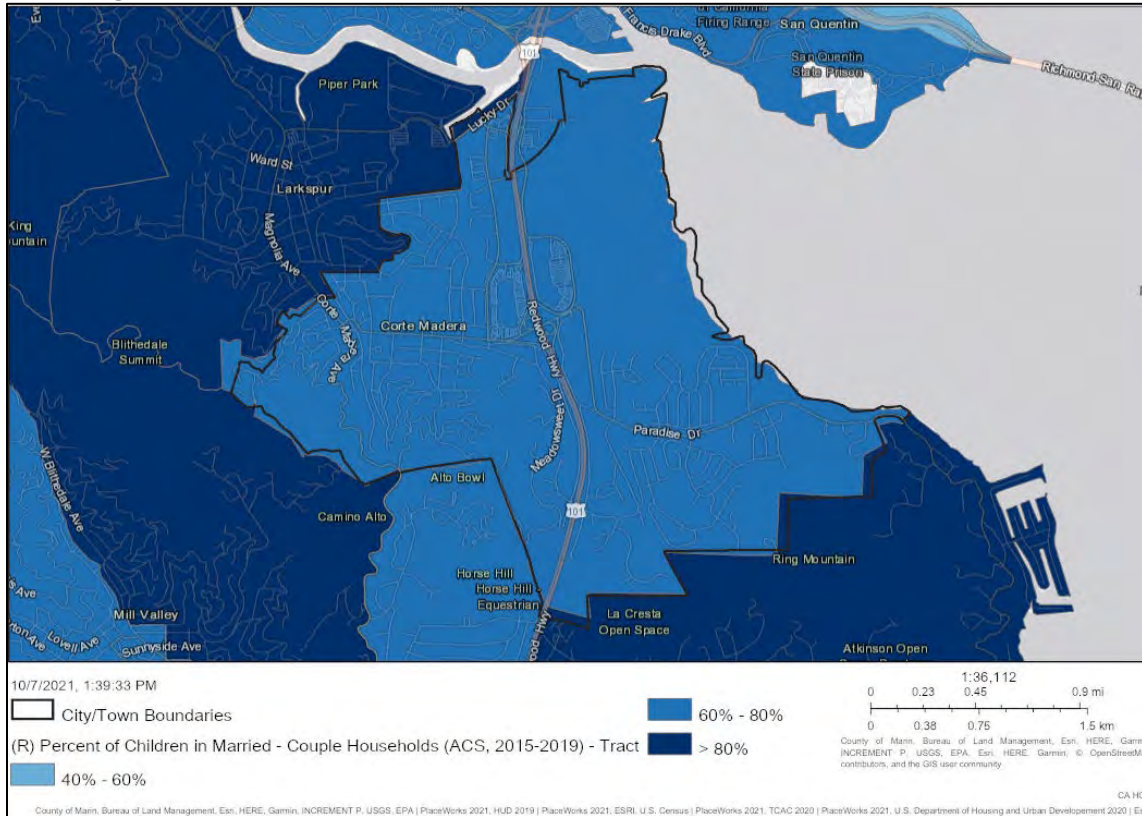 Firing Range
San Quentin
Francis Drake Blvd
San Quentin
State Prison
Richmond-San Ra
101
Piper Park
Lucky Dr
Ward St
Larkspur
Magnolia Ave
King
Corte Madera Ave
Corte Madera
Redwood Hwy
Blithedale
Summit
Meadowsweet Dr
Paradise Dr
W Blithedale Ave
Alto Bowl
Camino Alto
101
Ring Mountain
Horse Hill
Horse Hill
Equestrian
La Cresta
Open Space
Mill Valley
Lovell Ave
Sunnyside Ave
Atkinson Open
10/7/2021, 1:39:33 PM
City/Town Boundaries
(R) Percent of Children in Married - Couple Households (ACS, 2015-2019) - Tract
40% - 60%
60% - 80%
> 80%
1:36,112
0 0.23 0.45 0.9 mi
0 0.38 0.75 1.5 km
County of Marin, Bureau of Land Management, Esri, HERE, Garmin,
INCREMENT P, USGS, EPA, Esri, HERE, Garmin, © OpenStreetM
contributors, and the GIS user community
CA HC
County of Marin, Bureau of Land Management, Esri, HERE, Garmin, INCREMENT P, USGS, EPA | PlaceWorks 2021, HUD 2019 | PlaceWorks 2021, ESRI, U.S. Census | PlaceWorks 2021, TCAC 2020 | PlaceWorks 2021, U.S. Department of Housing and Urban Developement 2020 | Es